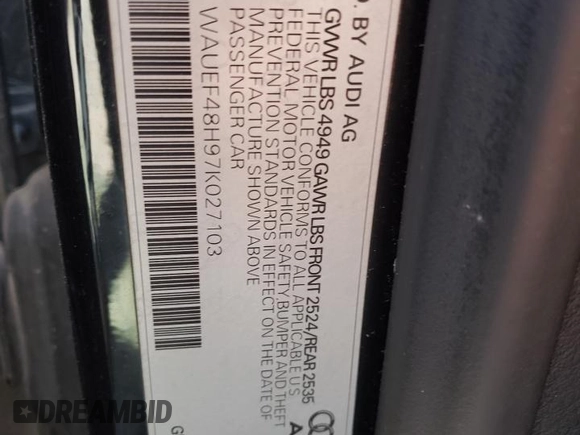 D. BY AUDI AG
GVWR LBS 4949 GAWR LBS FRONT 2524/REAR 2535
THIS VEHICLE CONFORMS TO ALL APPLICABLE U S
FEDERAL MOTOR VEHICLE SAFETY, BUMPER AND THEFT
PREVENTION STANDARDS IN EFFECT ON THE DATE OF
MANUFACTURE SHOWN ABOVE
PASSENGER CAR
WAUEF48H97K027103
DREAMBID